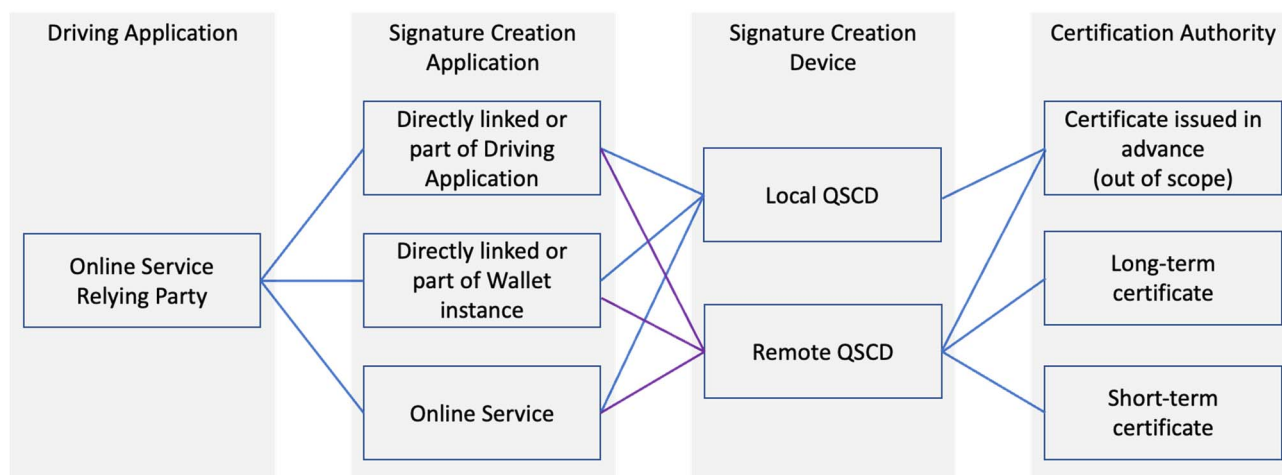 Driving Application
Signature Creation
Application
Signature Creation
Device
Certification Authority
Directly linked or
part of Driving
Application
Certificate issued in
advance
(out of scope)
Local QSCD
Online Service
Relying Party
Directly linked or
part of Wallet
instance
Long-term
certificate
Remote QSCD
Online Service
Short-term
certificate